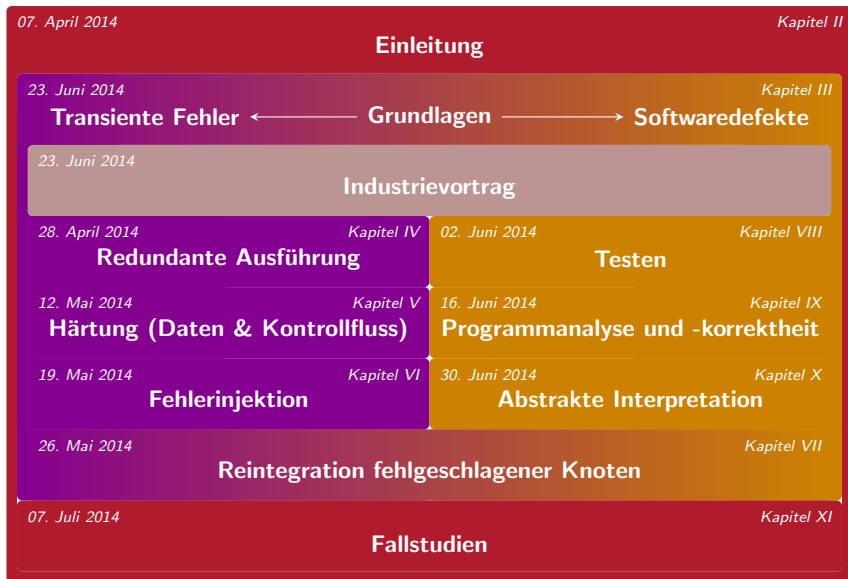 07. April 2014 Kapitel II
Einleitung
23. Juni 2014 Kapitel III
Transiente Fehler Grundlagen Softwaredefekte
23. Juni 2014
Industrievortrag
28. April 2014 Kapitel IV 02. Juni 2014 Kapitel VIII
Redundante Ausführung Testen
12. Mai 2014 Kapitel V 16. Juni 2014 Kapitel IX
Härtung (Daten & Kontrollfluss) Programmanalyse und -korrektheit
19. Mai 2014 Kapitel VI 30. Juni 2014 Kapitel X
Fehlerinjektion Abstrakte Interpretation
26. Mai 2014 Kapitel VII
Reintegration fehlgeschlagener Knoten
07. Juli 2014 Kapitel XI
Fallstudien